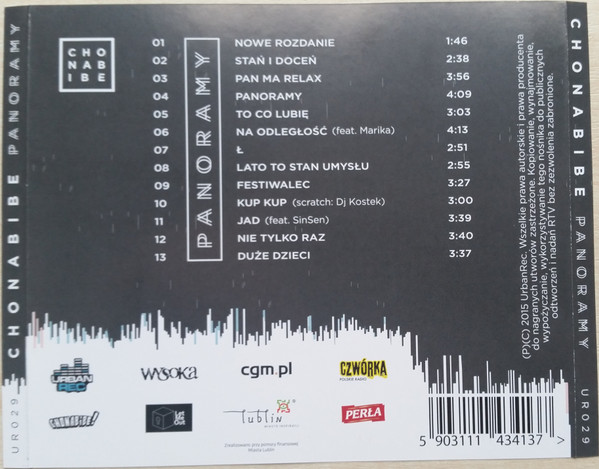 CHONABIBE PANORAMY
UR029
CHO
NAB
IBE
PANORAMY
01 NOWE ROZDANIE 1:46
02 STAŃ I DOCEŃ 2:38
03 PAN MA RELAX 3:56
04 PANORAMY 4:09
05 TO CO LUBIĘ 3:03
06 NA ODLEGŁOŚĆ (feat. Marika) 4:13
07 Ł 2:51
08 LATO TO STAN UMYSŁU 2:55
09 FESTIWALEC 3:27
10 KUP KUP (scratch: Dj Kostek) 3:00
11 JAD (feat. SinSen) 3:39
12 NIE TYLKO RAZ 3:40
13 DUŻE DZIECI 3:37
(P)(C) 2015 UrbanRec. Wszelkie prawa autorskie i prawa producenta
do nagranych utworów zastrzeżone. Kopiowanie, wynajmowanie,
wypożyczanie, wykorzystywanie tego nośnika do publicznych
odtworzeń i nadań RTV bez zezwolenia zabronione.
URBAN
REC
WYSOKA
cgm.pl
CZWÓRKA
POLSKIE RADIO
Out
Lublin
PERŁA
Zrealizowano przy pomocy finansowej
Miasta Lublin
5 903111 434137 >
CHONABIBE PANORAMY
UR029